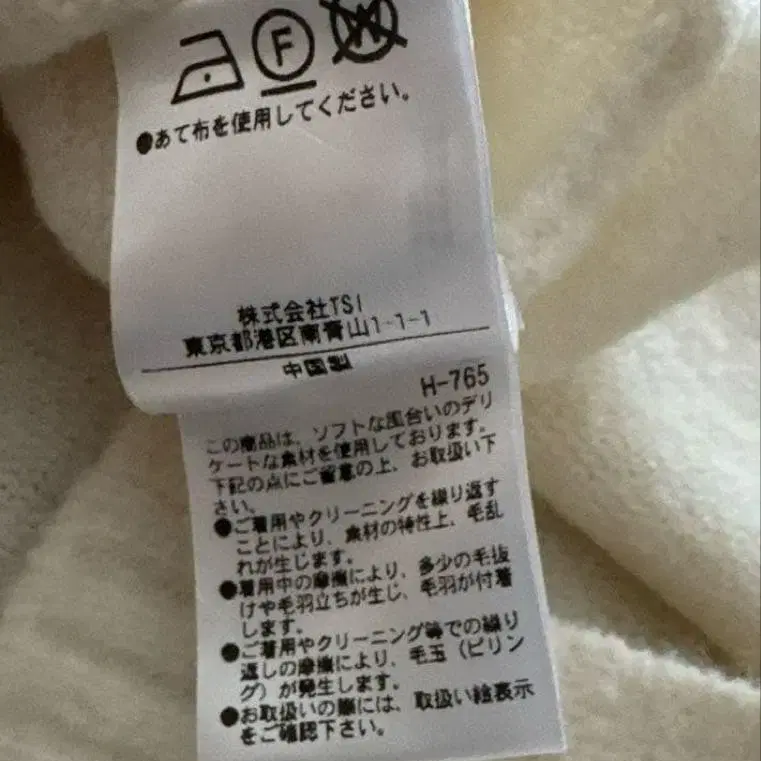 F
W
●あて布を使用してください。
株式会社TSI
東京都港区南青山1-1-1
中国製
H-765
この商品は、ソフトな風合いのデリ
ケートな素材を使用しております。
下記の点にご留意の上、お取扱い下
さい。
●ご着用やクリーニングを繰り返す
ことにより、素材の特性上、毛乱
れが生じます。
●着用中の摩擦により、多少の毛抜
けや毛羽立ちが生じ、毛羽が付着
します。
●ご着用やクリーニング等での繰り
返しの摩擦により、毛玉（ピリン
グ）が発生します。
●お取扱いの際には、取扱い絵表示
をご確認下さい。